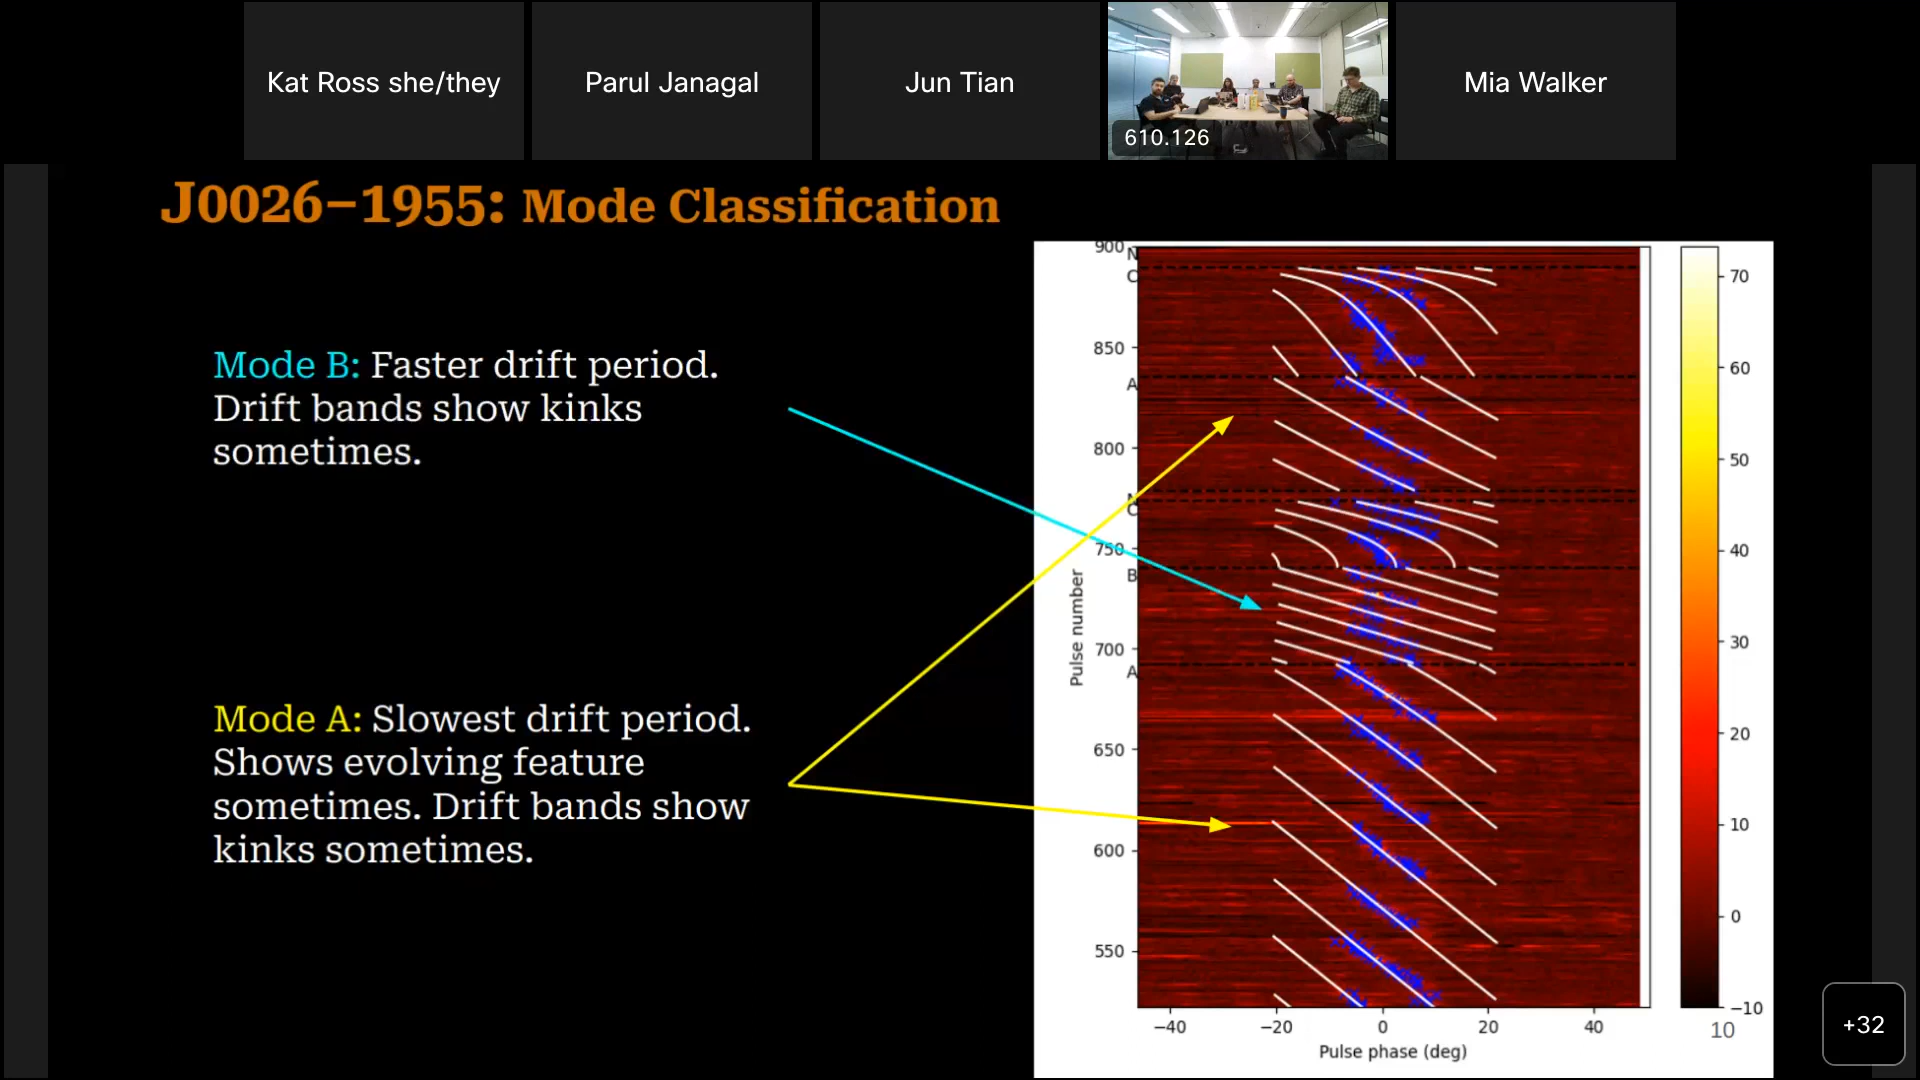 Kat Ross she/they
Parul Janagal
Jun Tian
610.126
Mia Walker
J0026−1955: Mode Classification
Mode B: Faster drift period.
Drift bands show kinks
sometimes.
Mode A: Slowest drift period.
Shows evolving feature
sometimes. Drift bands show
kinks sometimes.
900
850
800
750
700
650
600
550
Pulse number
N
C
A
N
C
B
A
−40
−20
0
20
40
Pulse phase (deg)
70
60
50
40
30
20
10
0
−10
10
+32